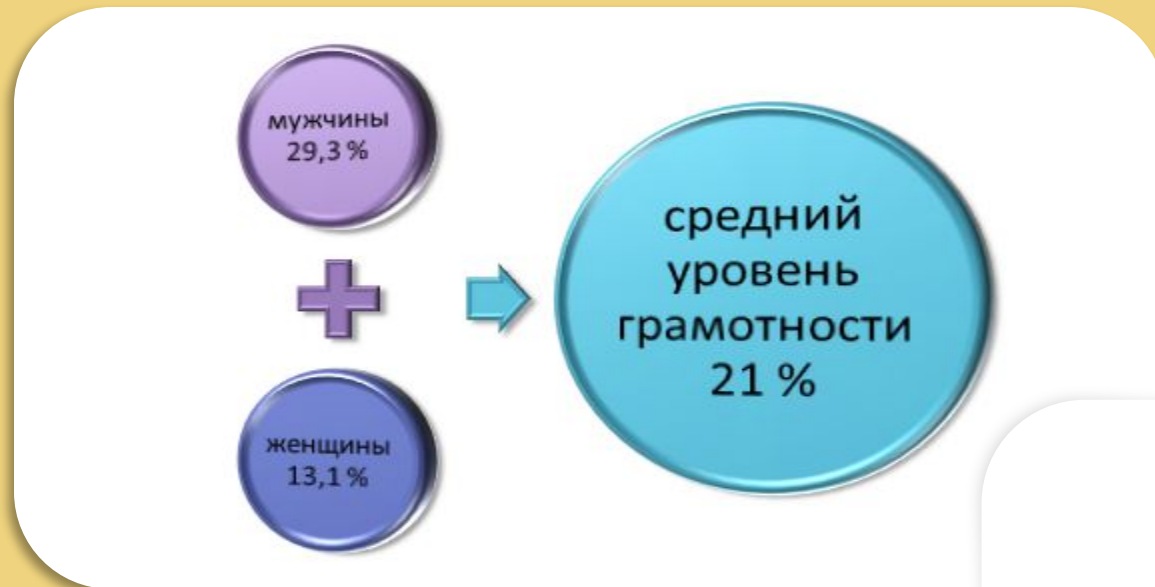 мужчины
29,3 %
женщины
13,1 %
средний
уровень
грамотности
21 %